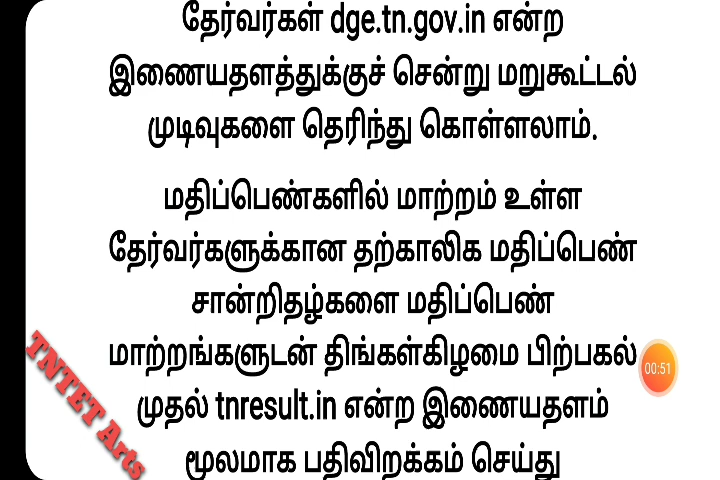 தேர்வர்கள் dge.tn.gov.in என்ற
இணையதளத்துக்குச் சென்று மறுகூட்டல்
முடிவுகளை தெரிந்து கொள்ளலாம்.
மதிப்பெண்களில் மாற்றம் உள்ள
தேர்வர்களுக்கான தற்காலிக மதிப்பெண்
சான்றிதழ்களை மதிப்பெண்
மாற்றங்களுடன் திங்கள்கிழமை பிற்பகல்
முதல் tnresult.in என்ற இணையதளம்
மூலமாக பதிவிறக்கம் செய்து
TNTET Arts
00:51